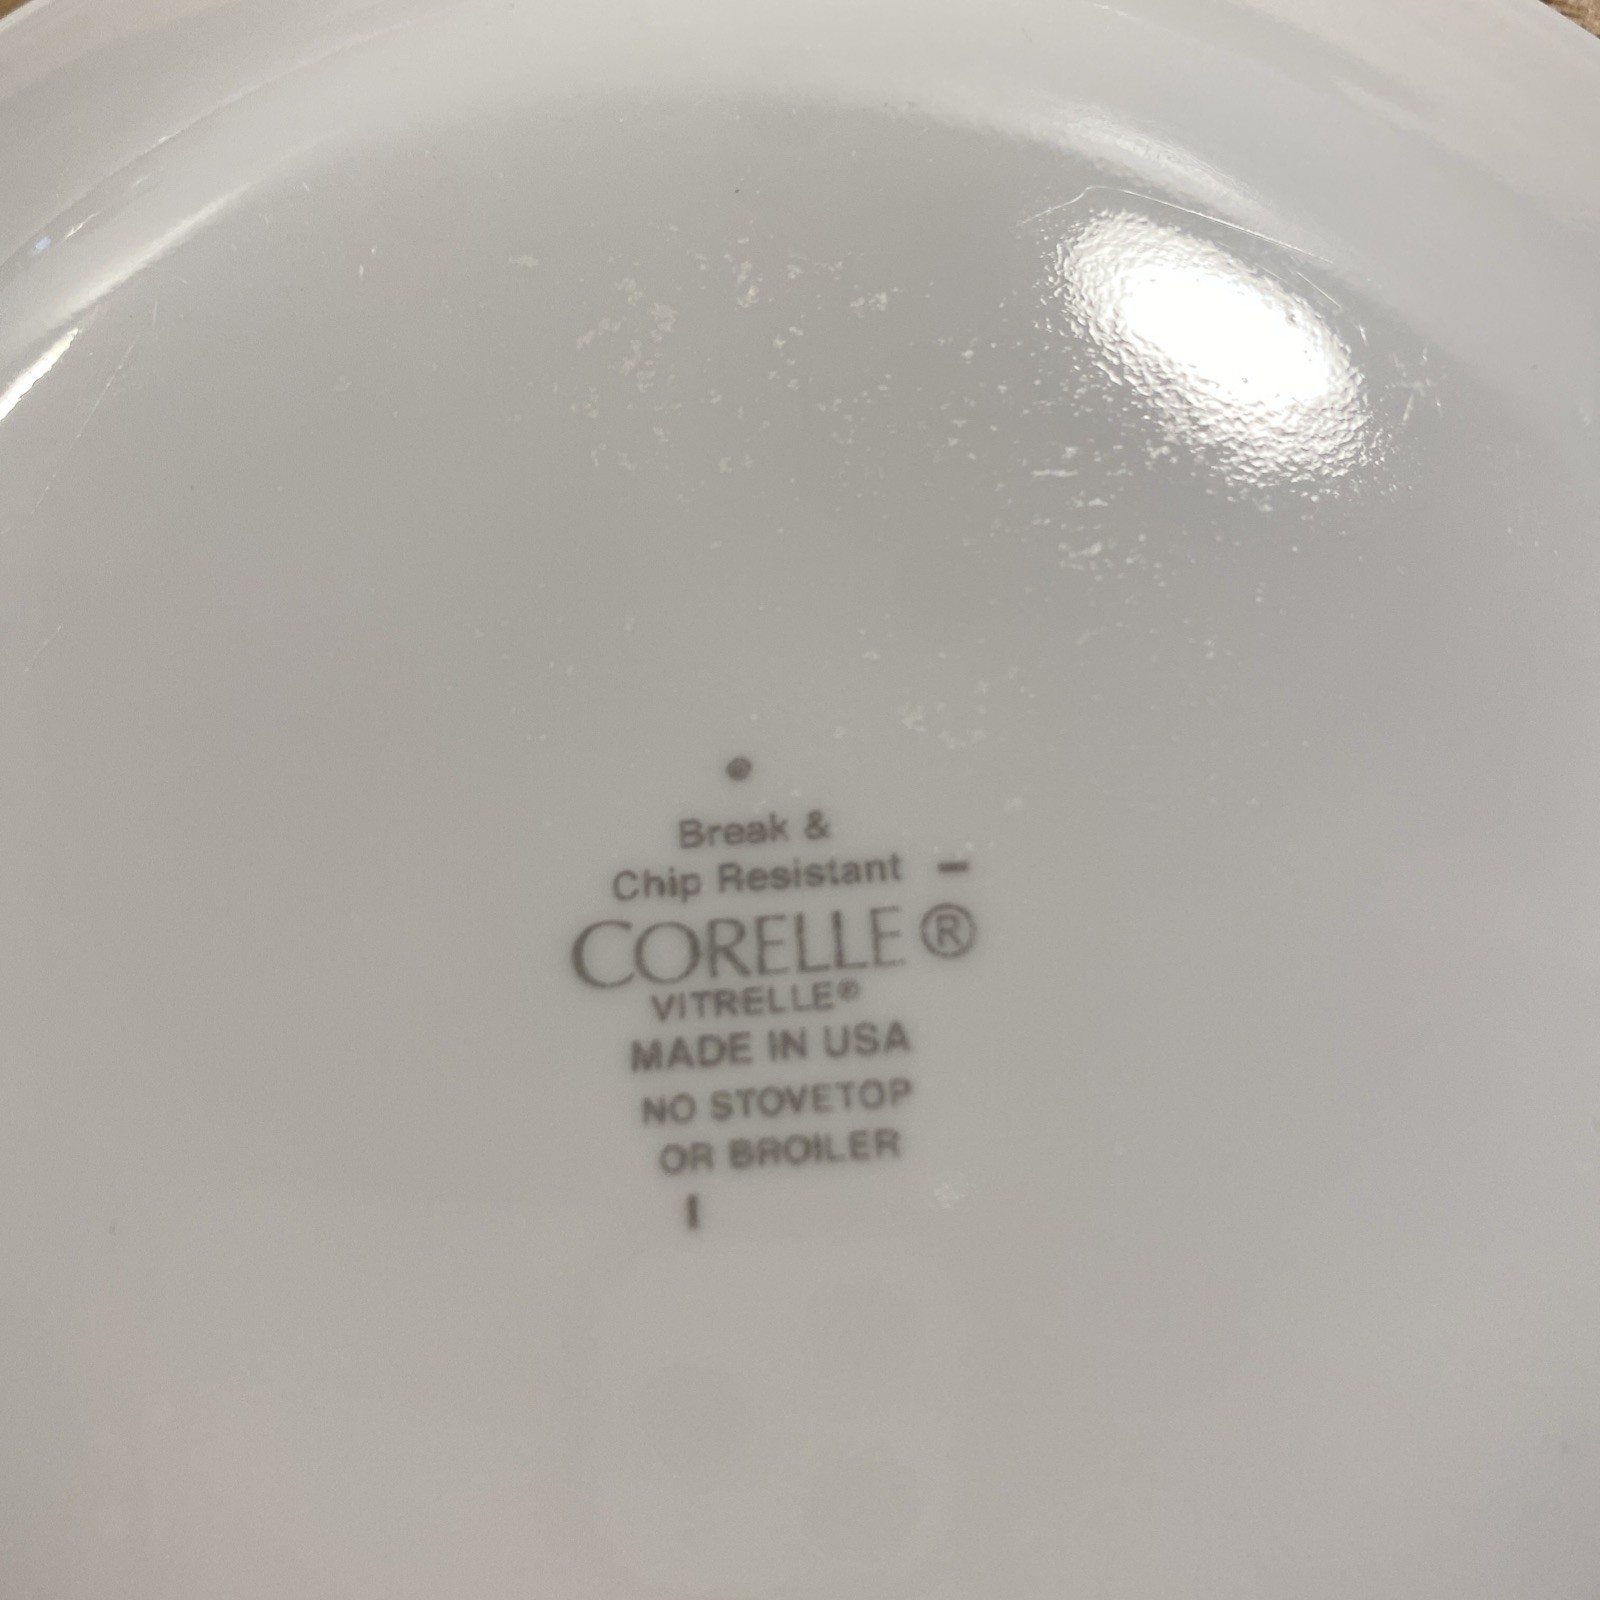 Break &
Chip Resistant –
CORELLE ®
VITRELLE®
MADE IN USA
NO STOVETOP
OR BROILER
I